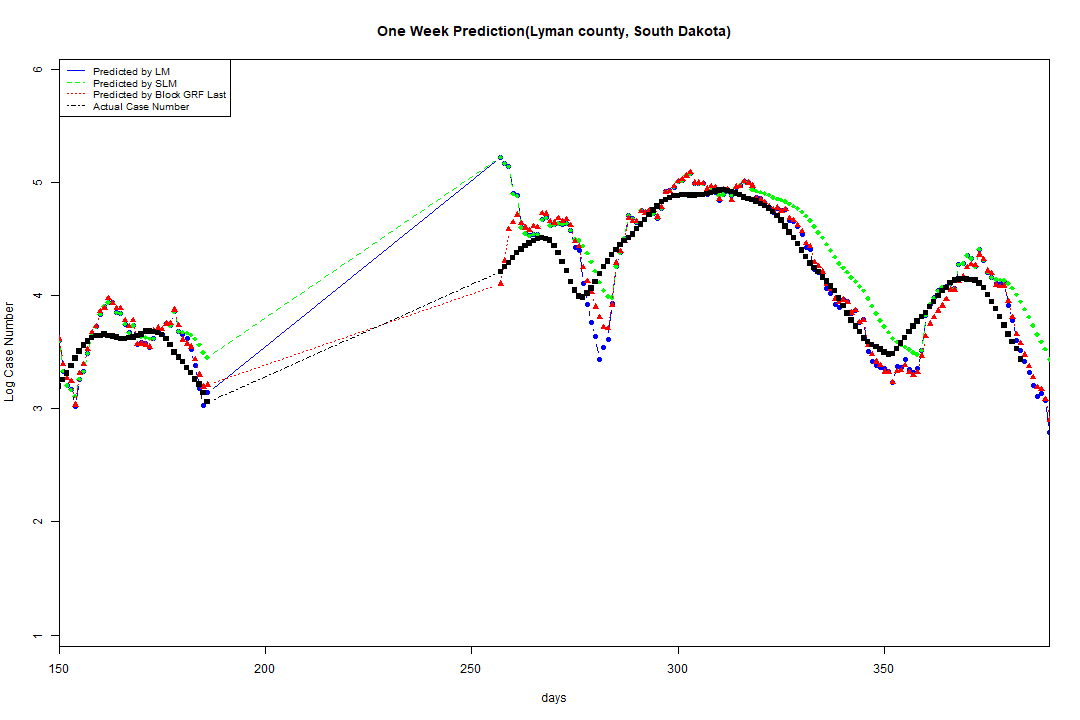 One Week Prediction(Lyman county, South Dakota)
Predicted by LM
Predicted by SLM
Predicted by Block GRF Last
Actual Case Number
6
5
4
3
2
1
Log Case Number
150 200 250 300 350
days